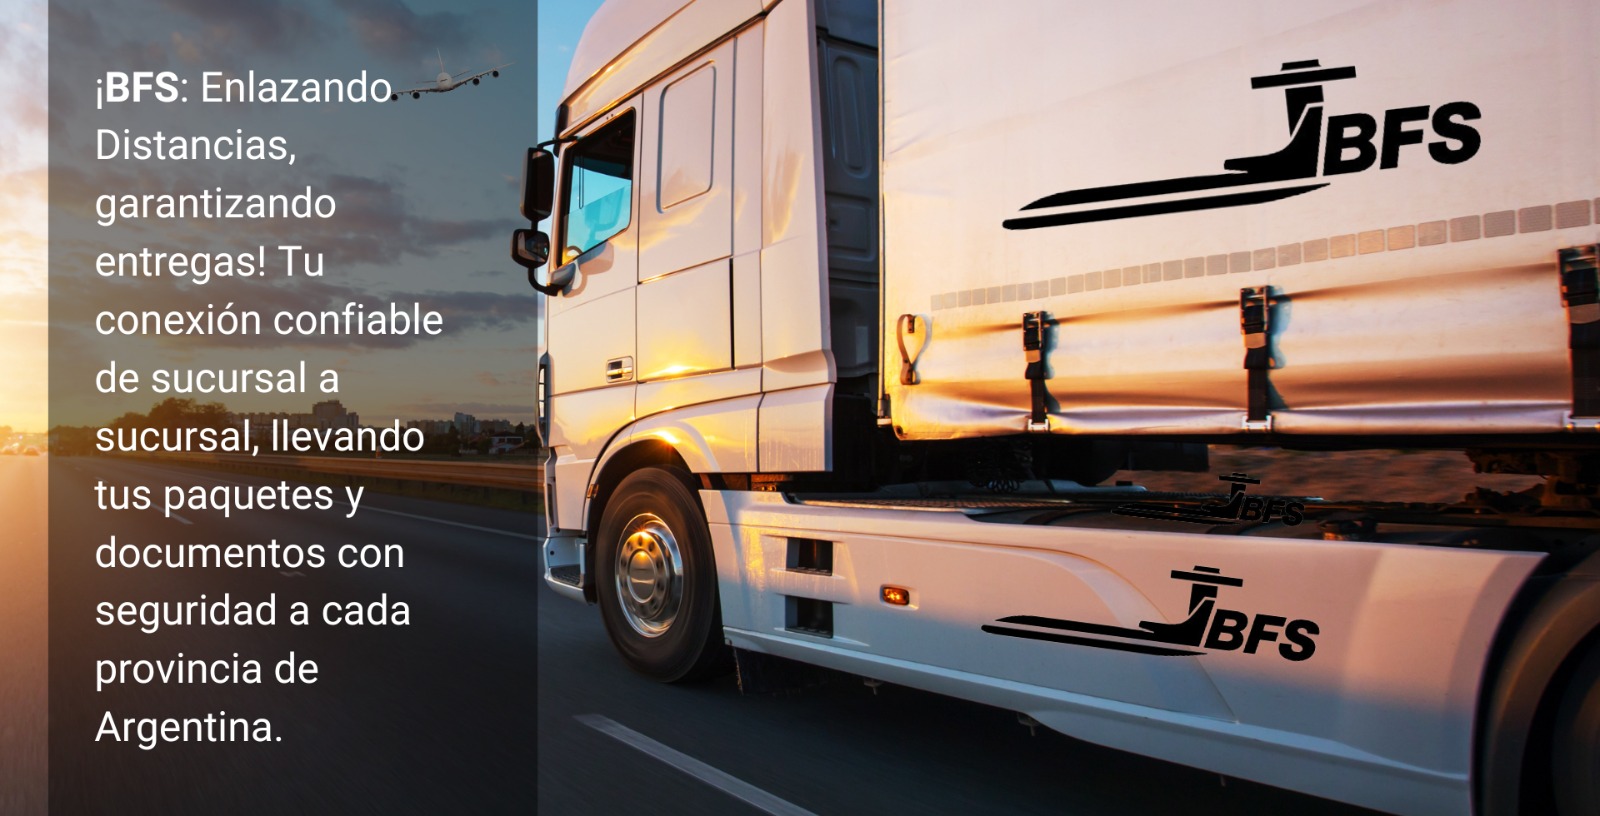 ¡BFS: Enlazando
Distancias,
garantizando
entregas! Tu
conexión confiable
de sucursal a
sucursal, llevando
tus paquetes y
documentos con
seguridad a cada
provincia de
Argentina.
BFS
BFS
BFS